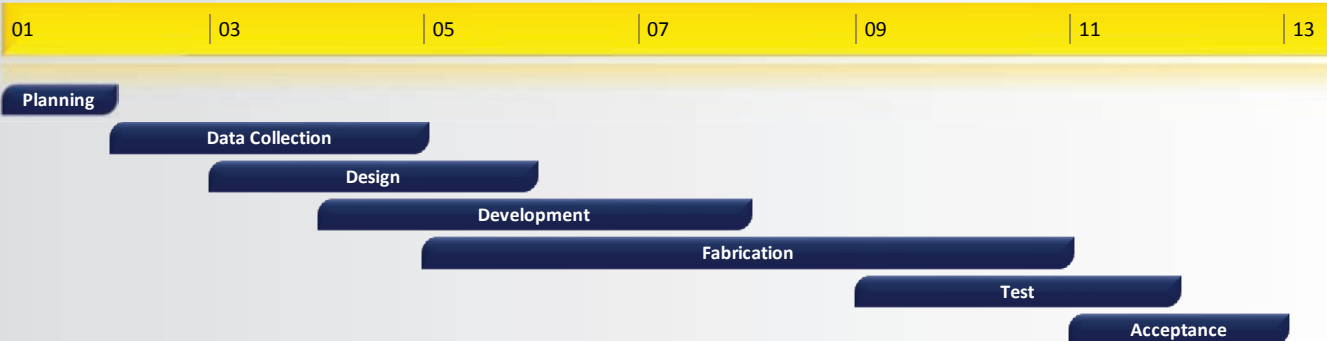 01 03 05 07 09 11 13
Planning
Data Collection
Design
Development
Fabrication
Test
Acceptance